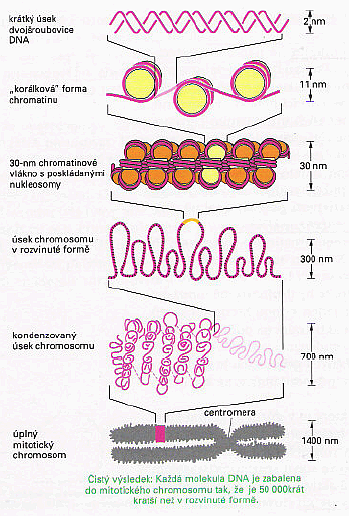 krátký úsek
dvojšroubovice
DNA
2 nm
„korálková" forma
chromatinu
11 nm
30-nm chromatinové
vlákno s poskládanými
nukleosomy
30 nm
úsek chromosomu
v rozvinuté formě
300 nm
kondenzovaný
úsek chromosomu
700 nm
centromera
úplný
mitotický
chromosom
1400 nm
Čistý výsledek: Každá molekula DNA je zabalena
do mitotického chromosomu tak, že je 50 000krát
kratší než v rozvinuté formě.